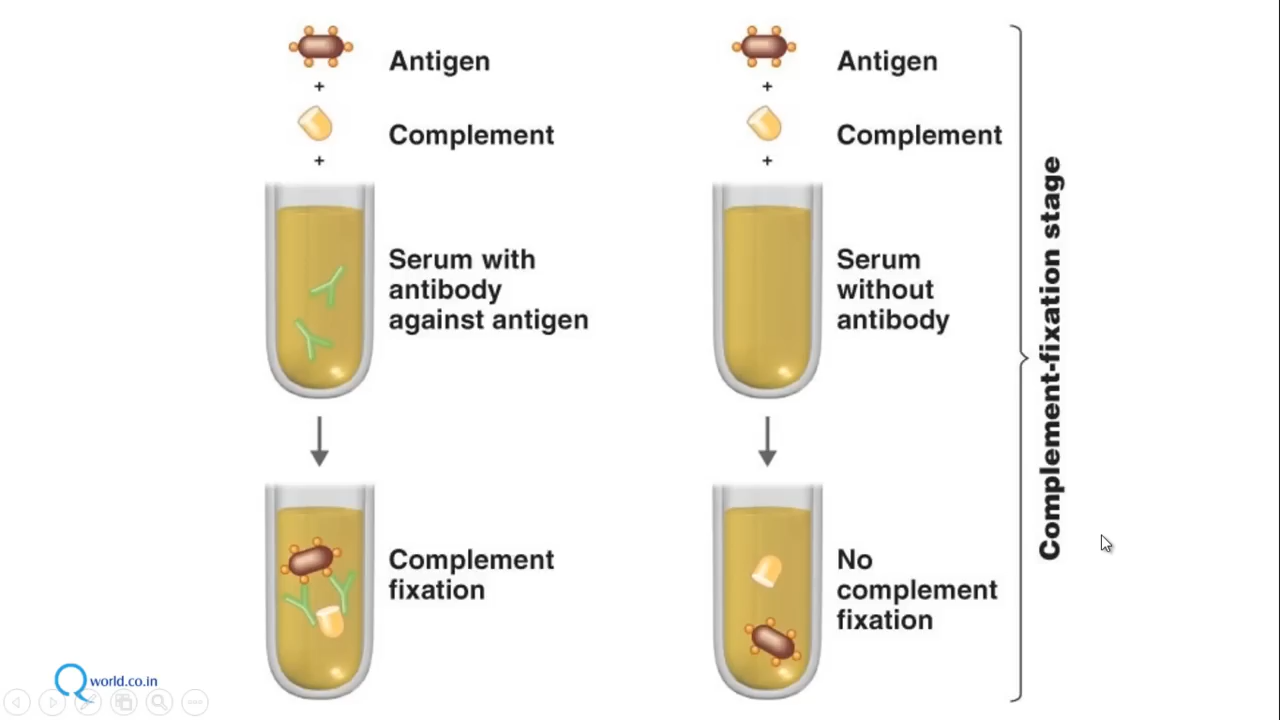 Antigen
+
Complement
+
Serum with
antibody
against antigen
Complement
fixation
Antigen
+
Complement
+
Serum
without
antibody
No
complement
fixation
Complement-fixation stage
Qworld.co.in